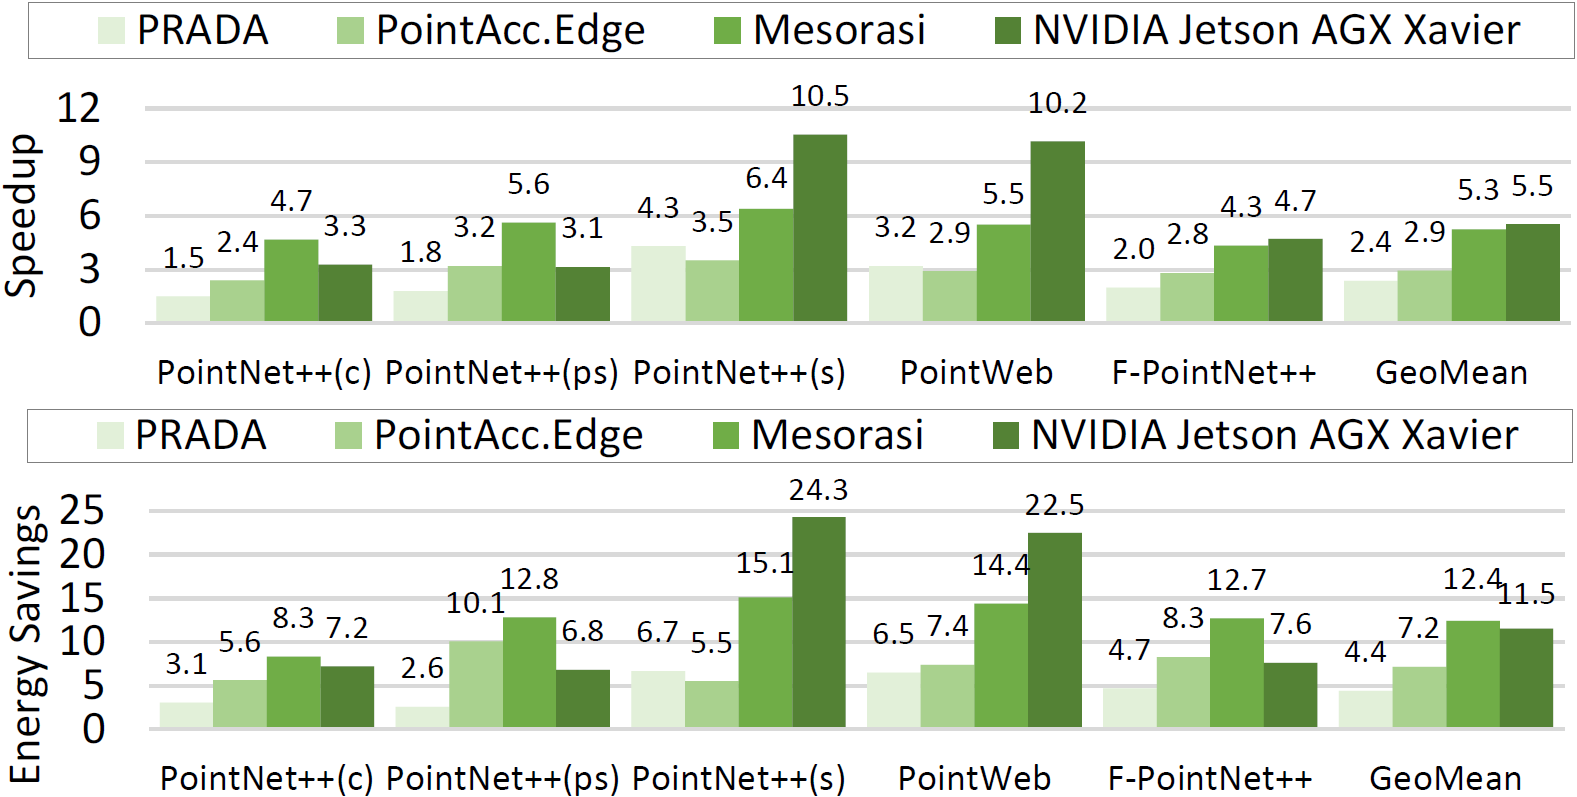 PRADA PointAcc.Edge Mesorasi NVIDIA Jetson AGX Xavier
Speedup
12
9
6
3
0
1.5 2.4 4.7 3.3
1.8 3.2 5.6 3.1
4.3 3.5 6.4 10.5
3.2 2.9 5.5 10.2
2.0 2.8 4.3 4.7
2.4 2.9 5.3 5.5
PointNet++(c) PointNet++(ps) PointNet++(s) PointWeb F-PointNet++ GeoMean
PRADA PointAcc.Edge Mesorasi NVIDIA Jetson AGX Xavier
Energy Savings
25
20
15
10
5
0
3.1 5.6 8.3 7.2
2.6 10.1 12.8 6.8
6.7 5.5 15.1 24.3
6.5 7.4 14.4 22.5
4.7 8.3 12.7 7.6
4.4 7.2 12.4 11.5
PointNet++(c) PointNet++(ps) PointNet++(s) PointWeb F-PointNet++ GeoMean